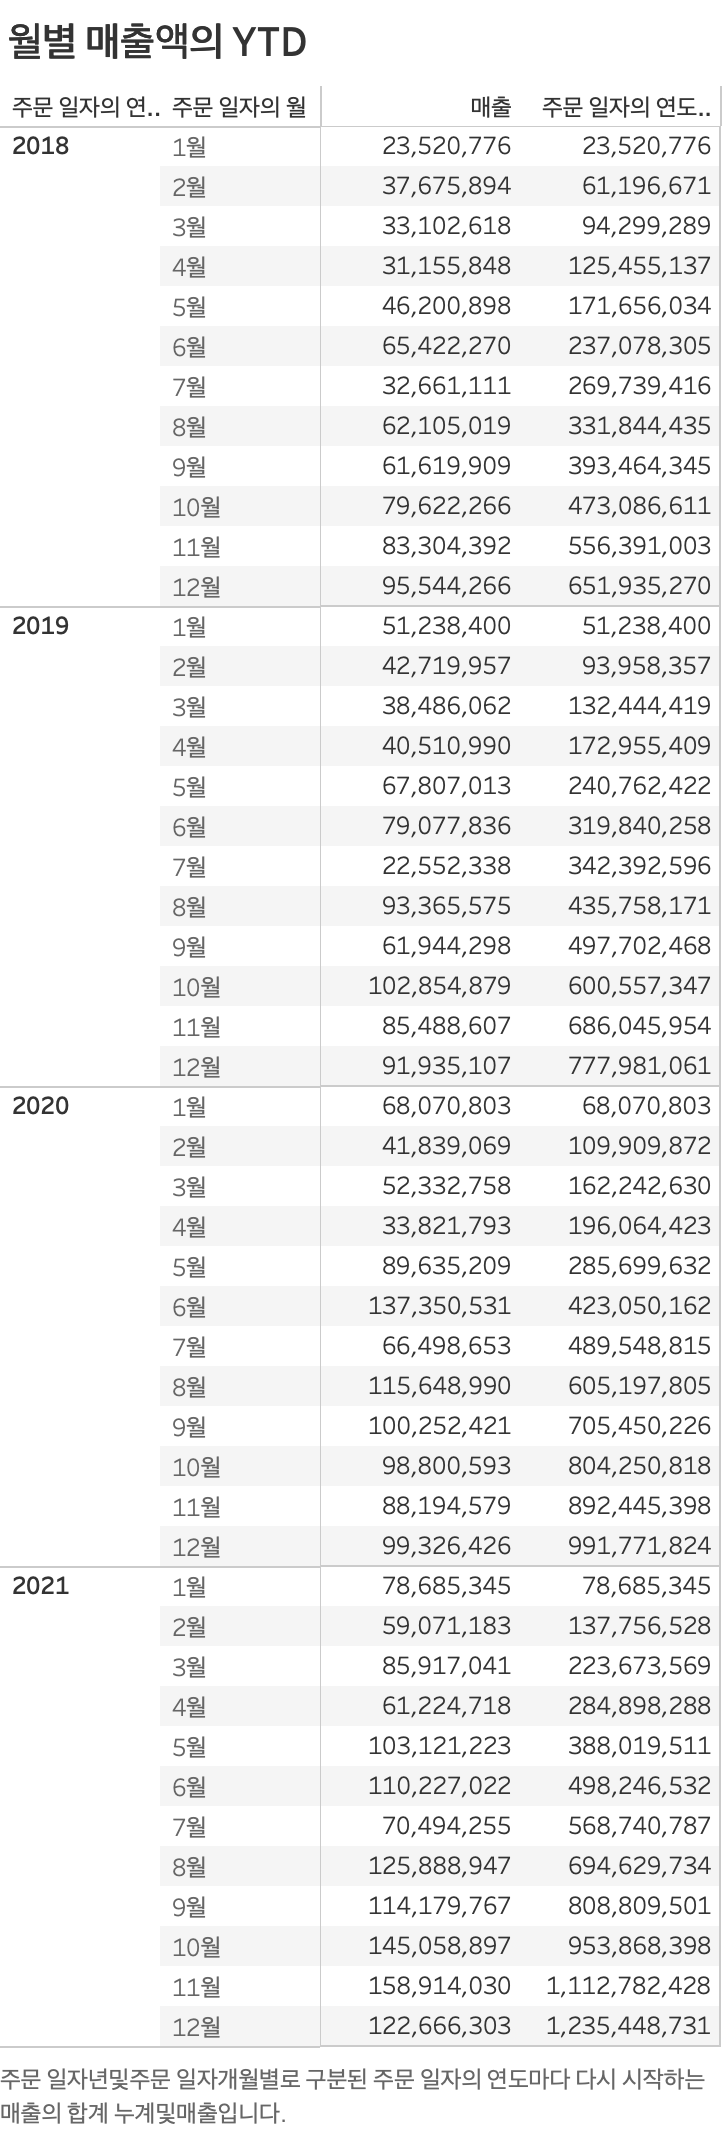 월별 매출액의 YTD
주문 일자의 연.. 주문 일자의 월 매출 주문 일자의 연도..
2018 1월 23,520,776 23,520,776
2월 37,675,894 61,196,671
3월 33,102,618 94,299,289
4월 31,155,848 125,455,137
5월 46,200,898 171,656,034
6월 65,422,270 237,078,305
7월 32,661,111 269,739,416
8월 62,105,019 331,844,435
9월 61,619,909 393,464,345
10월 79,622,266 473,086,611
11월 83,304,392 556,391,003
12월 95,544,266 651,935,270
2019 1월 51,238,400 51,238,400
2월 42,719,957 93,958,357
3월 38,486,062 132,444,419
4월 40,510,990 172,955,409
5월 67,807,013 240,762,422
6월 79,077,836 319,840,258
7월 22,552,338 342,392,596
8월 93,365,575 435,758,171
9월 61,944,298 497,702,468
10월 102,854,879 600,557,347
11월 85,488,607 686,045,954
12월 91,935,107 777,981,061
2020 1월 68,070,803 68,070,803
2월 41,839,069 109,909,872
3월 52,332,758 162,242,630
4월 33,821,793 196,064,423
5월 89,635,209 285,699,632
6월 137,350,531 423,050,162
7월 66,498,653 489,548,815
8월 115,648,990 605,197,805
9월 100,252,421 705,450,226
10월 98,800,593 804,250,818
11월 88,194,579 892,445,398
12월 99,326,426 991,771,824
2021 1월 78,685,345 78,685,345
2월 59,071,183 137,756,528
3월 85,917,041 223,673,569
4월 61,224,718 284,898,288
5월 103,121,223 388,019,511
6월 110,227,022 498,246,532
7월 70,494,255 568,740,787
8월 125,888,947 694,629,734
9월 114,179,767 808,809,501
10월 145,058,897 953,868,398
11월 158,914,030 1,112,782,428
12월 122,666,303 1,235,448,731
주문 일자년및주문 일자개월별로 구분된 주문 일자의 연도마다 다시 시작하는
매출의 합계 누계및매출입니다.